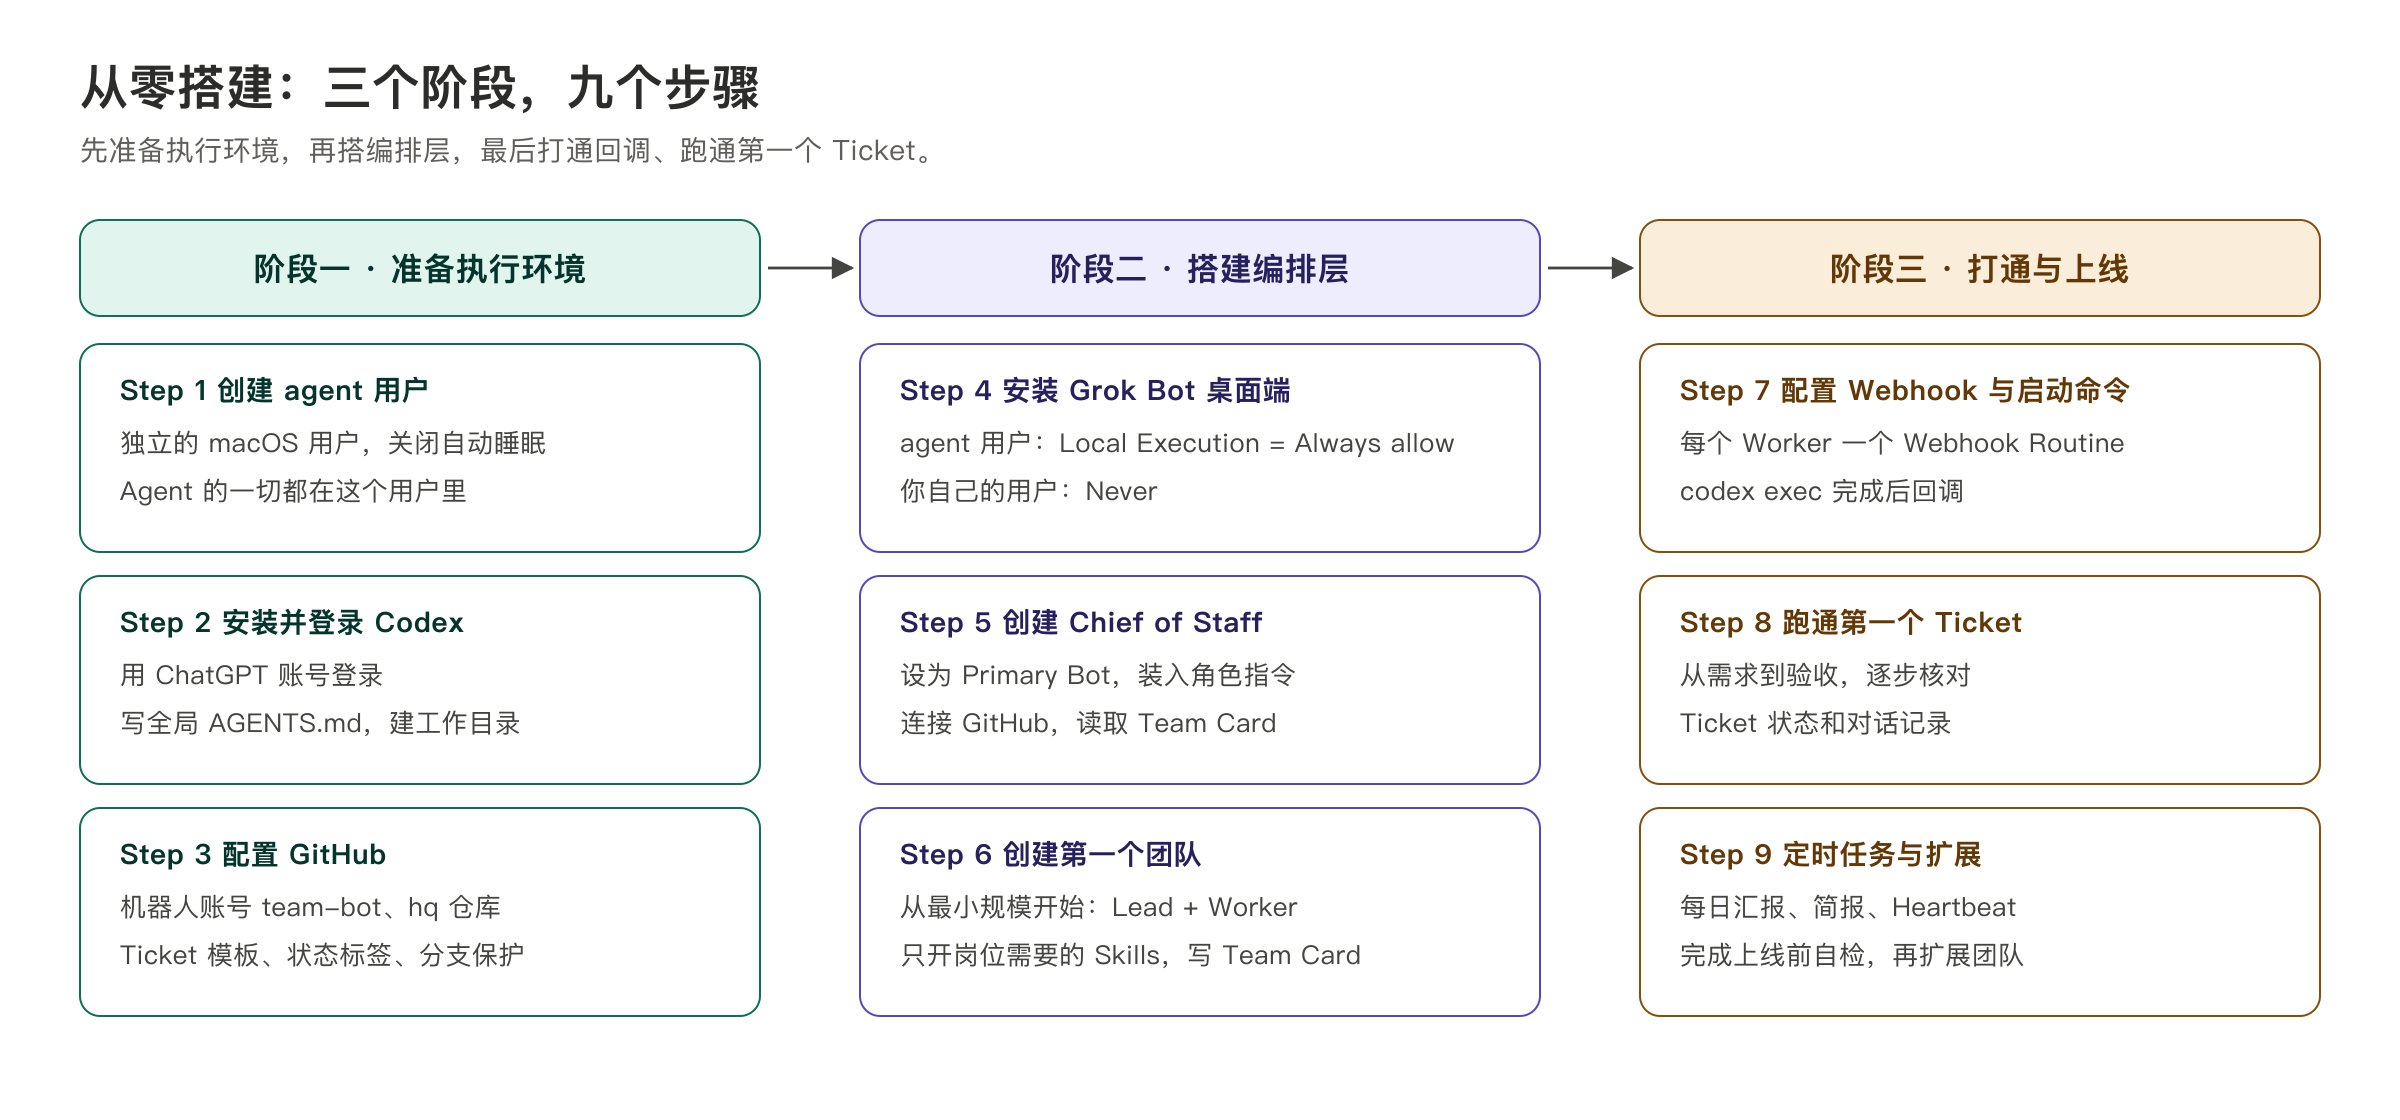 从零搭建：三个阶段，九个步骤
先准备执行环境，再搭编排层，最后打通回调、跑通第一个 Ticket。
阶段一 · 准备执行环境
Step 1 创建 agent 用户
独立的 macOS 用户，关闭自动睡眠
Agent 的一切都在这个用户里
Step 2 安装并登录 Codex
用 ChatGPT 账号登录
写全局 AGENTS.md，建工作目录
Step 3 配置 GitHub
机器人账号 team-bot、hq 仓库
Ticket 模板、状态标签、分支保护
阶段二 · 搭建编排层
Step 4 安装 Grok Bot 桌面端
agent 用户：Local Execution = Always allow
你自己的用户：Never
Step 5 创建 Chief of Staff
设为 Primary Bot，装入角色指令
连接 GitHub，读取 Team Card
Step 6 创建第一个团队
从最小规模开始：Lead + Worker
只开岗位需要的 Skills，写 Team Card
阶段三 · 打通与上线
Step 7 配置 Webhook 与启动命令
每个 Worker 一个 Webhook Routine
codex exec 完成后回调
Step 8 跑通第一个 Ticket
从需求到验收，逐步核对
Ticket 状态和对话记录
Step 9 定时任务与扩展
每日汇报、简报、Heartbeat
完成上线前自检，再扩展团队